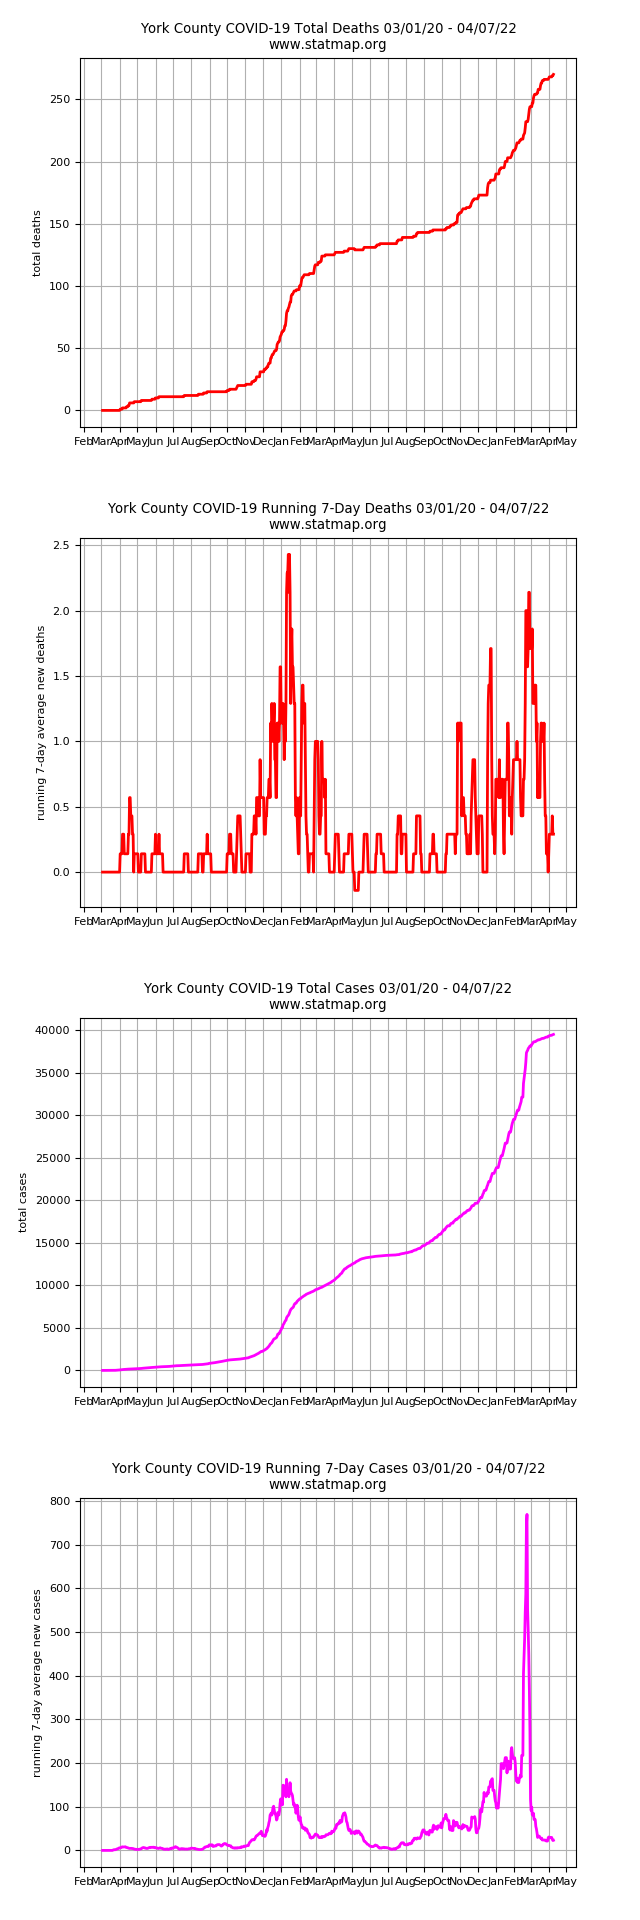 York County COVID-19 Total Deaths 03/01/20 - 04/07/22
www.statmap.org
total deaths
250
200
150
100
50
0
Feb Mar Apr May Jun Jul Aug Sep Oct Nov Dec Jan Feb Mar Apr May Jun Jul Aug Sep Oct Nov Dec Jan Feb Mar Apr May
York County COVID-19 Running 7-Day Deaths 03/01/20 - 04/07/22
www.statmap.org
running 7-day average new deaths
2.5
2.0
1.5
1.0
0.5
0.0
Feb Mar Apr May Jun Jul Aug Sep Oct Nov Dec Jan Feb Mar Apr May Jun Jul Aug Sep Oct Nov Dec Jan Feb Mar Apr May
York County COVID-19 Total Cases 03/01/20 - 04/07/22
www.statmap.org
total cases
40000
35000
30000
25000
20000
15000
10000
5000
0
Feb Mar Apr May Jun Jul Aug Sep Oct Nov Dec Jan Feb Mar Apr May Jun Jul Aug Sep Oct Nov Dec Jan Feb Mar Apr May
York County COVID-19 Running 7-Day Cases 03/01/20 - 04/07/22
www.statmap.org
running 7-day average new cases
800
700
600
500
400
300
200
100
0
Feb Mar Apr May Jun Jul Aug Sep Oct Nov Dec Jan Feb Mar Apr May Jun Jul Aug Sep Oct Nov Dec Jan Feb Mar Apr May